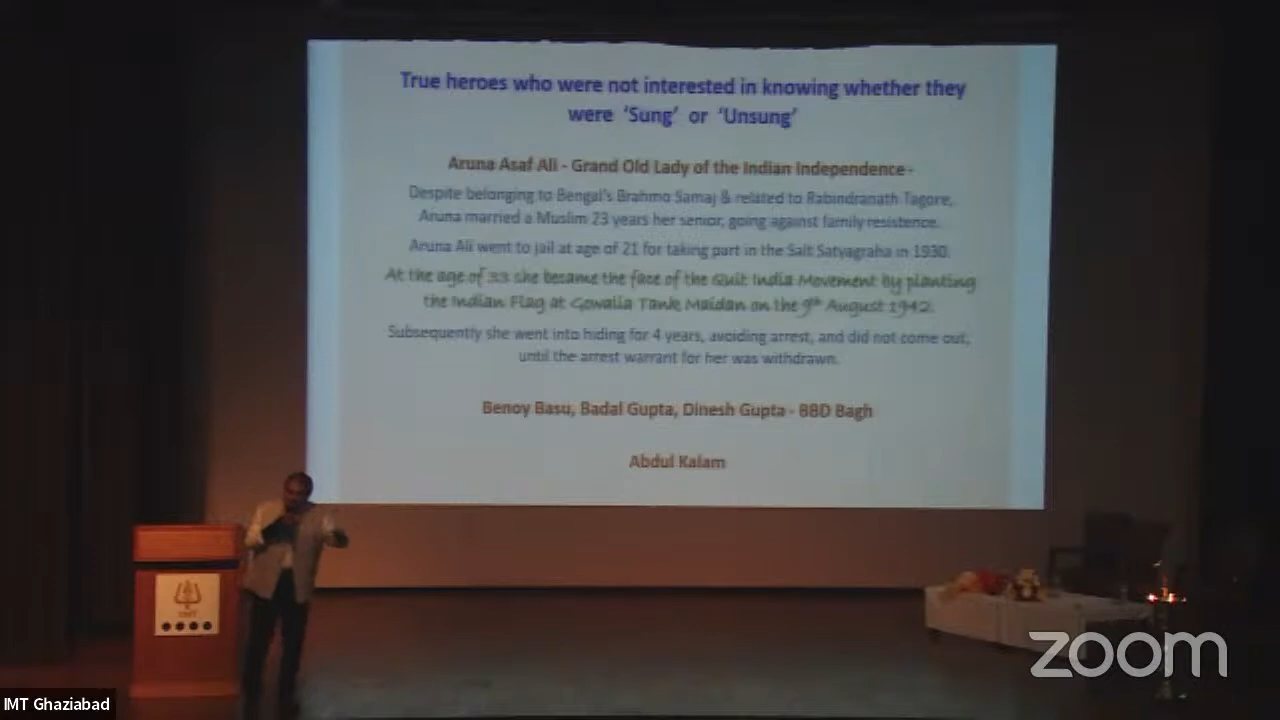 True heroes who were not interested in knowing whether they
were 'Sung' or 'Unsung'
Aruna Asaf Ali - Grand Old Lady of the Indian Independence-
Despite belonging to Bengal's Brahmo Samaj & related to Rabindranath Tagore,
Aruna married a Muslim 23 years her senior, going against family resistence.
Aruna Ali went to jail at age of 21 for taking part in the Salt Satyagraha in 1930.
At the age of 33 she became the face of the Quit India Movement by planting
the Indian Flag at Gowalia Tank Maidan on the 9th August 1942.
Subsequently she went into hiding for 4 years, avoiding arrest, and did not come out,
until the arrest warrant for her was withdrawn.
Benoy Basu, Badal Gupta, Dinesh Gupta - BBD Bagh
Abdul Kalam
IMT
zoom
IMT Ghaziabad